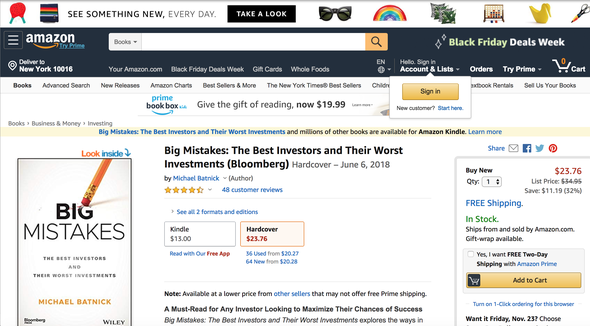 SEE SOMETHING NEW, EVERY DAY TAKE A LOOK
amazon
Try Prime
Books
Black Friday Deals Week
Deliver to
New York 10016
Your Amazon.com Black Friday Deals Week Gift Cards Whole Foods
EN
Hello. Sign in
Account & Lists
Orders
Try Prime
0
Cart
Books Advanced Search New Releases Amazon Charts Best Sellers & More The New York Times® Best Sellers Textbook Rentals Sell Us Your Books
Sign in
New customer? Start here.
prime
book box kids
Give the gift of reading, now $19.99 Learn more
Books › Business & Money › Investing
Big Mistakes: The Best Investors and Their Worst Investments and millions of other books are available for Amazon Kindle. Learn more
Look inside
BIG
MISTAKES
THE BEST INVESTORS
AND
THEIR WORST INVESTMENTS
MICHAEL BATNICK
Bloomberg Press
WILEY
Big Mistakes: The Best Investors and Their Worst
Investments (Bloomberg) Hardcover – June 6, 2018
by Michael Batnick (Author)
48 customer reviews
› See all 2 formats and editions
Kindle
$13.00
Hardcover
$23.76
Read with Our Free App
36 Used from $20.27
64 New from $20.28
Note: Available at a lower price from other sellers that may not offer free Prime shipping.
A Must-Read for Any Investor Looking to Maximize Their Chances of Success
Big Mistakes: The Best Investors and Their Worst Investments explores the ways in
Share
Buy New $23.76
Qty: 1
List Price: $34.95
Save: $11.19 (32%)
FREE Shipping.
In Stock.
Ships from and sold by Amazon.com.
Gift-wrap available.
Yes, I want FREE Two-Day
Shipping with Amazon Prime
Add to Cart
Turn on 1-Click ordering for this browser
Want it Friday, Nov. 23? Choose